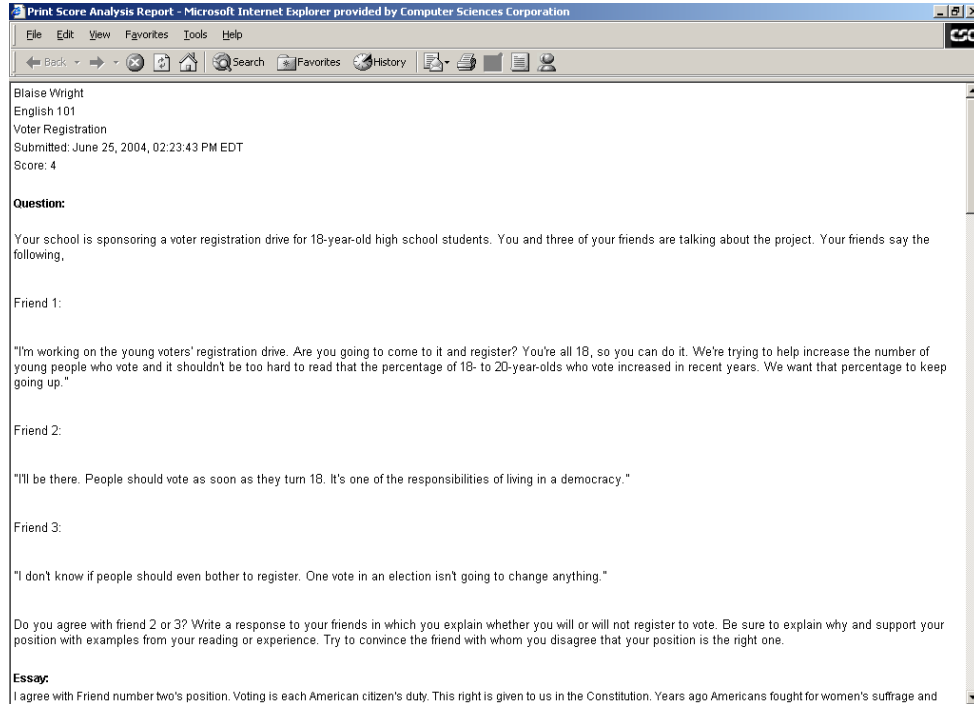 Print Score Analysis Report - Microsoft Internet Explorer provided by Computer Sciences Corporation
File Edit View Favorites Tools Help
CSC
Back Search Favorites History
Blaise Wright
English 101
Voter Registration
Submitted: June 25, 2004, 02:23:43 PM EDT
Score: 4
Question:
Your school is sponsoring a voter registration drive for 18-year-old high school students. You and three of your friends are talking about the project. Your friends say the
following,
Friend 1:
"I'm working on the young voters' registration drive. Are you going to come to it and register? You're all 18, so you can do it. We're trying to help increase the number of
young people who vote and it shouldn't be too hard to read that the percentage of 18- to 20-year-olds who vote increased in recent years. We want that percentage to keep
going up."
Friend 2:
"I'll be there. People should vote as soon as they turn 18. It's one of the responsibilities of living in a democracy."
Friend 3:
"I don't know if people should even bother to register. One vote in an election isn't going to change anything."
Do you agree with friend 2 or 3? Write a response to your friends in which you explain whether you will or will not register to vote. Be sure to explain why and support your
position with examples from your reading or experience. Try to convince the friend with whom you disagree that your position is the right one.
Essay:
I agree with Friend number two's position. Voting is each American citizen's duty. This right is given to us in the Constitution. Years ago Americans fought for women's suffrage and